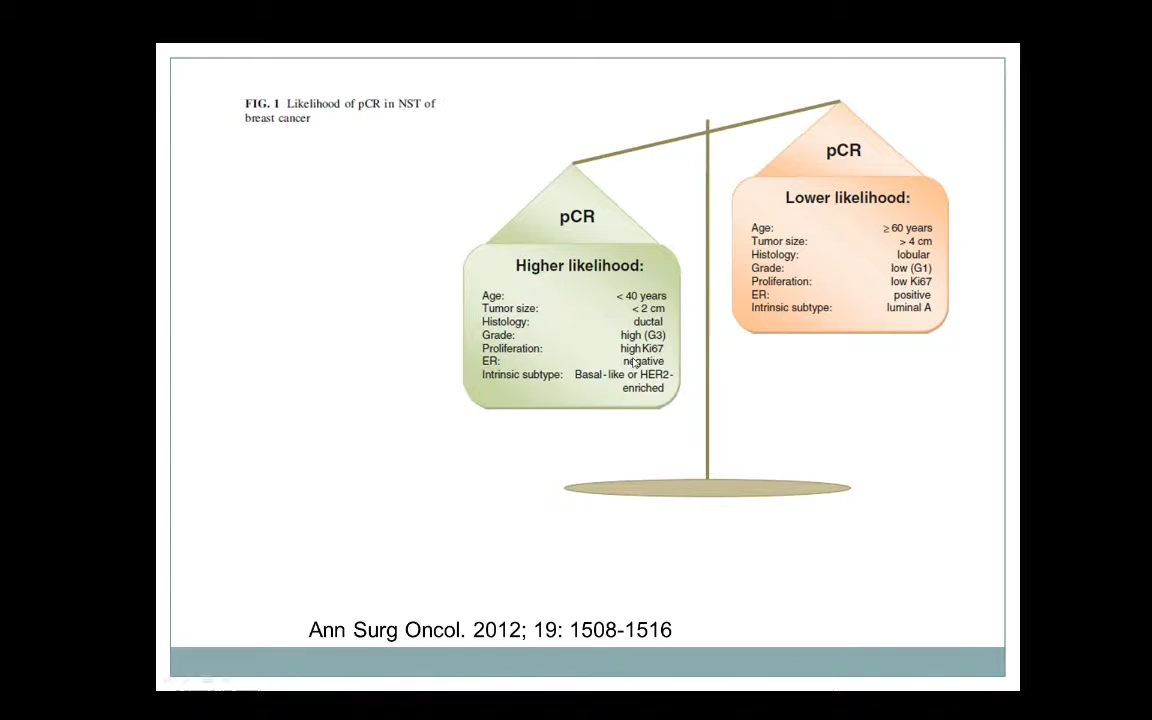 FIG. 1 Likelihood of pCR in NST of
breast cancer
pCR
Higher likelihood:
Age: < 40 years
Tumor size: < 2 cm
Histology: ductal
Grade: high (G3)
Proliferation: high Ki67
ER: negative
Intrinsic subtype: Basal-like or HER2-
enriched
pCR
Lower likelihood:
Age: ≥ 60 years
Tumor size: > 4 cm
Histology: lobular
Grade: low (G1)
Proliferation: low Ki67
ER: positive
Intrinsic subtype: luminal A
Ann Surg Oncol. 2012; 19: 1508-1516